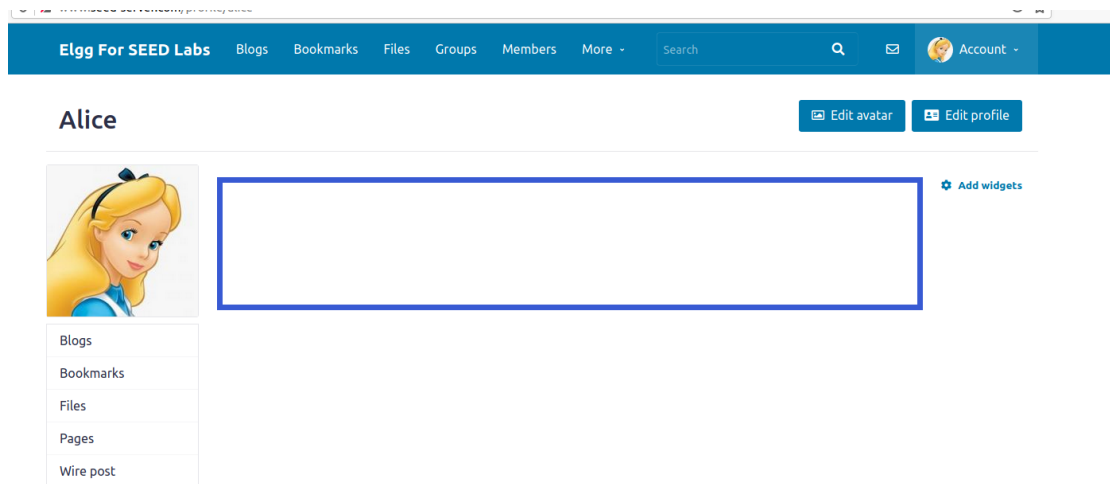 Elgg For SEED Labs Blogs Bookmarks Files Groups Members More Search Account
Alice
Edit avatar Edit profile
Add widgets
Blogs
Bookmarks
Files
Pages
Wire post